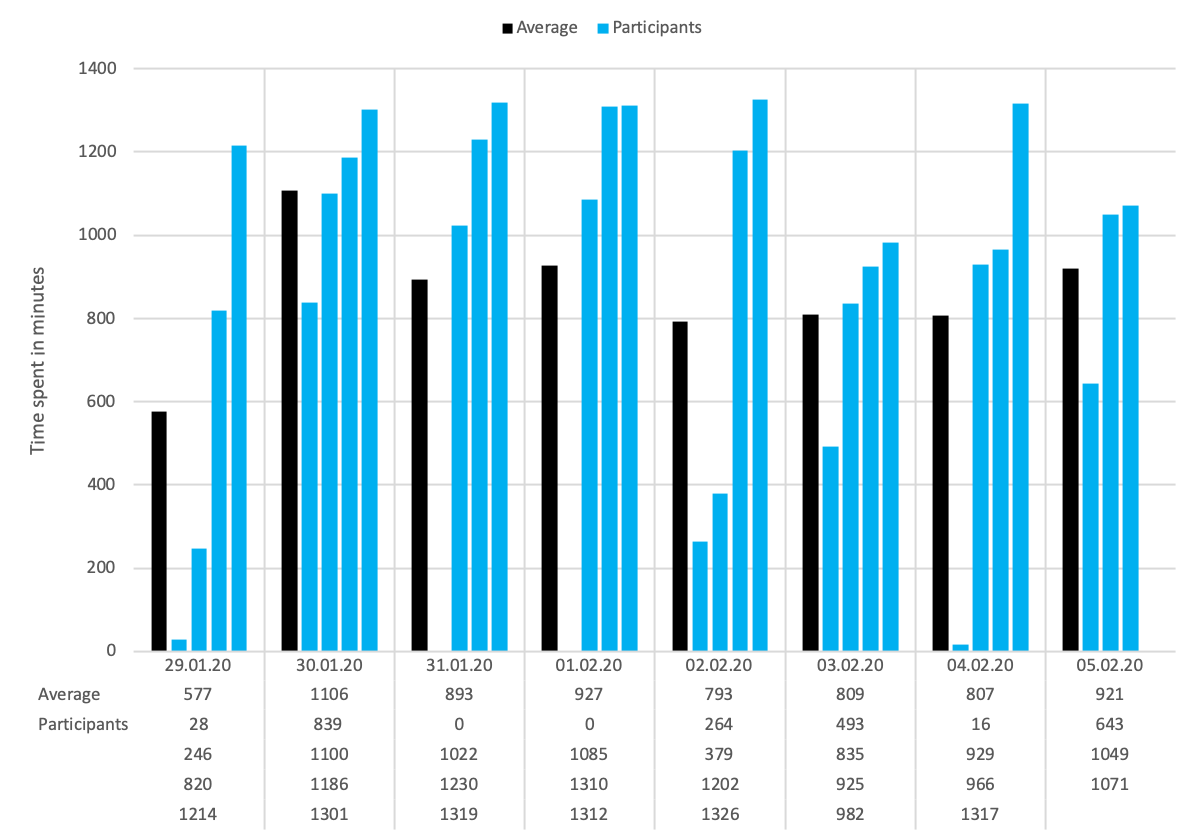 Average Participants
1400
1200
1000
800
600
400
200
0
Time spent in minutes
29.01.20 30.01.20 31.01.20 01.02.20 02.02.20 03.02.20 04.02.20 05.02.20
Average 577 1106 893 927 793 809 807 921
Participants 28 839 0 0 264 493 16 643
246 1100 1022 1085 379 835 929 1049
820 1186 1230 1310 1202 925 966 1071
1214 1301 1319 1312 1326 982 1317